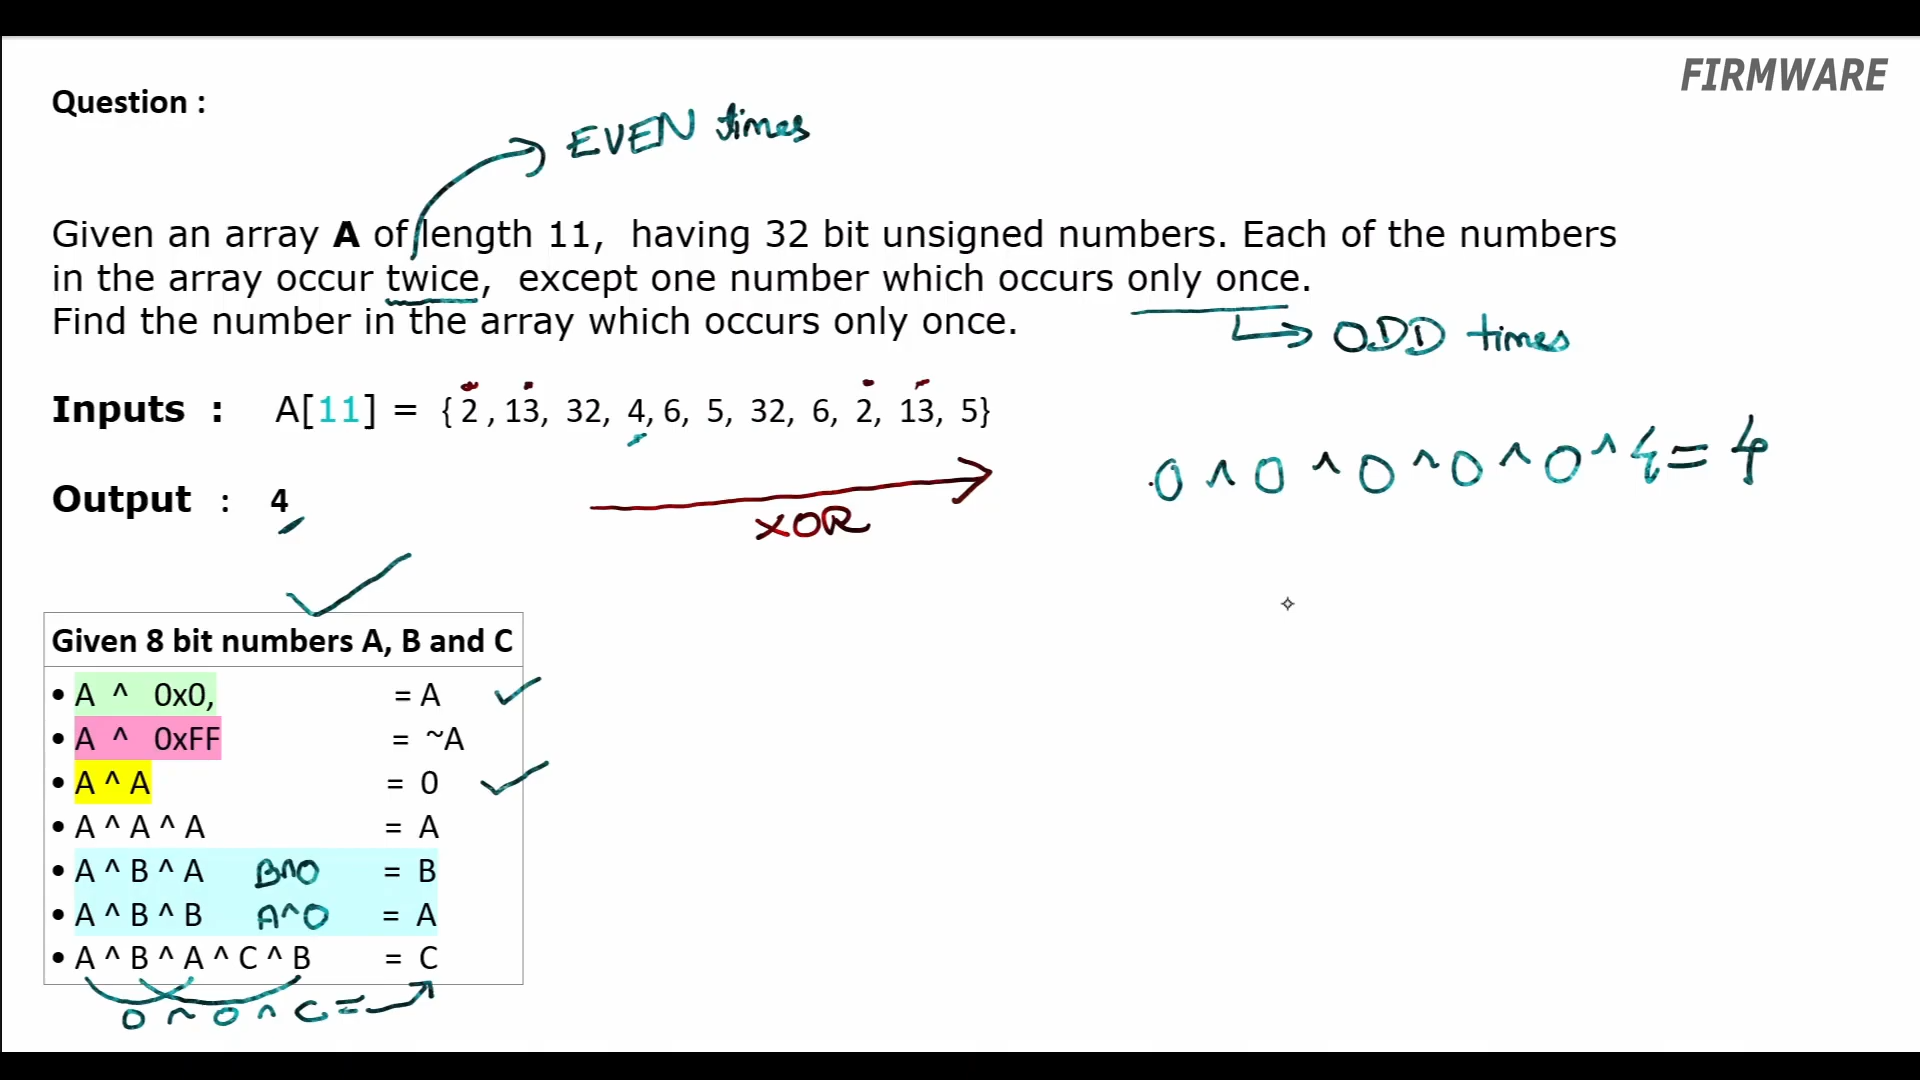 FIRMWARE
Question :
EVEN times
Given an array A of length 11, having 32 bit unsigned numbers. Each of the numbers
in the array occur twice, except one number which occurs only once.
Find the number in the array which occurs only once.
ODD times
Inputs : A[11] = { 2 , 13, 32, 4, 6, 5, 32, 6, 2, 13, 5}
0 ^ 0 ^ 0 ^ 0 ^ 0 ^ 4 = 4
Output : 4
XOR
Given 8 bit numbers A, B and C
• A ^ 0x0, = A
• A ^ 0xFF = ~A
• A ^ A = 0
• A ^ A ^ A = A
• A ^ B ^ A B^0 = B
• A ^ B ^ B A^0 = A
• A ^ B ^ A ^ C ^ B = C
0 ^ 0 ^ C =